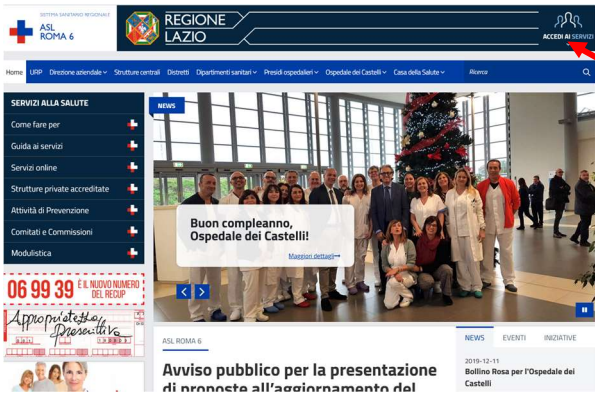 SISTEMA SANITARIO REGIONALE
ASL
ROMA 6
REGIONE
LAZIO
ACCEDI AI SERVIZI
Home URP Direzione aziendale Strutture centrali Distretti Dipartimenti sanitari Presidi ospedalieri Ospedale dei Castelli Casa della Salute Ricerca
SERVIZI ALLA SALUTE
Come fare per
Guida ai servizi
Servizi online
Strutture private accreditate
Attività di Prevenzione
Comitati e Commissioni
Modulistica
NEWS
Buon compleanno,
Ospedale dei Castelli!
Maggiori dettagli
06 99 39 È IL NUOVO NUMERO
DEL RECUP
Appropriatezza
Prescrittiva
ASL ROMA 6
Avviso pubblico per la presentazione
di proposte all'aggiornamento del
NEWS EVENTI INIZIATIVE
2019-12-11
Bollino Rosa per l'Ospedale dei
Castelli